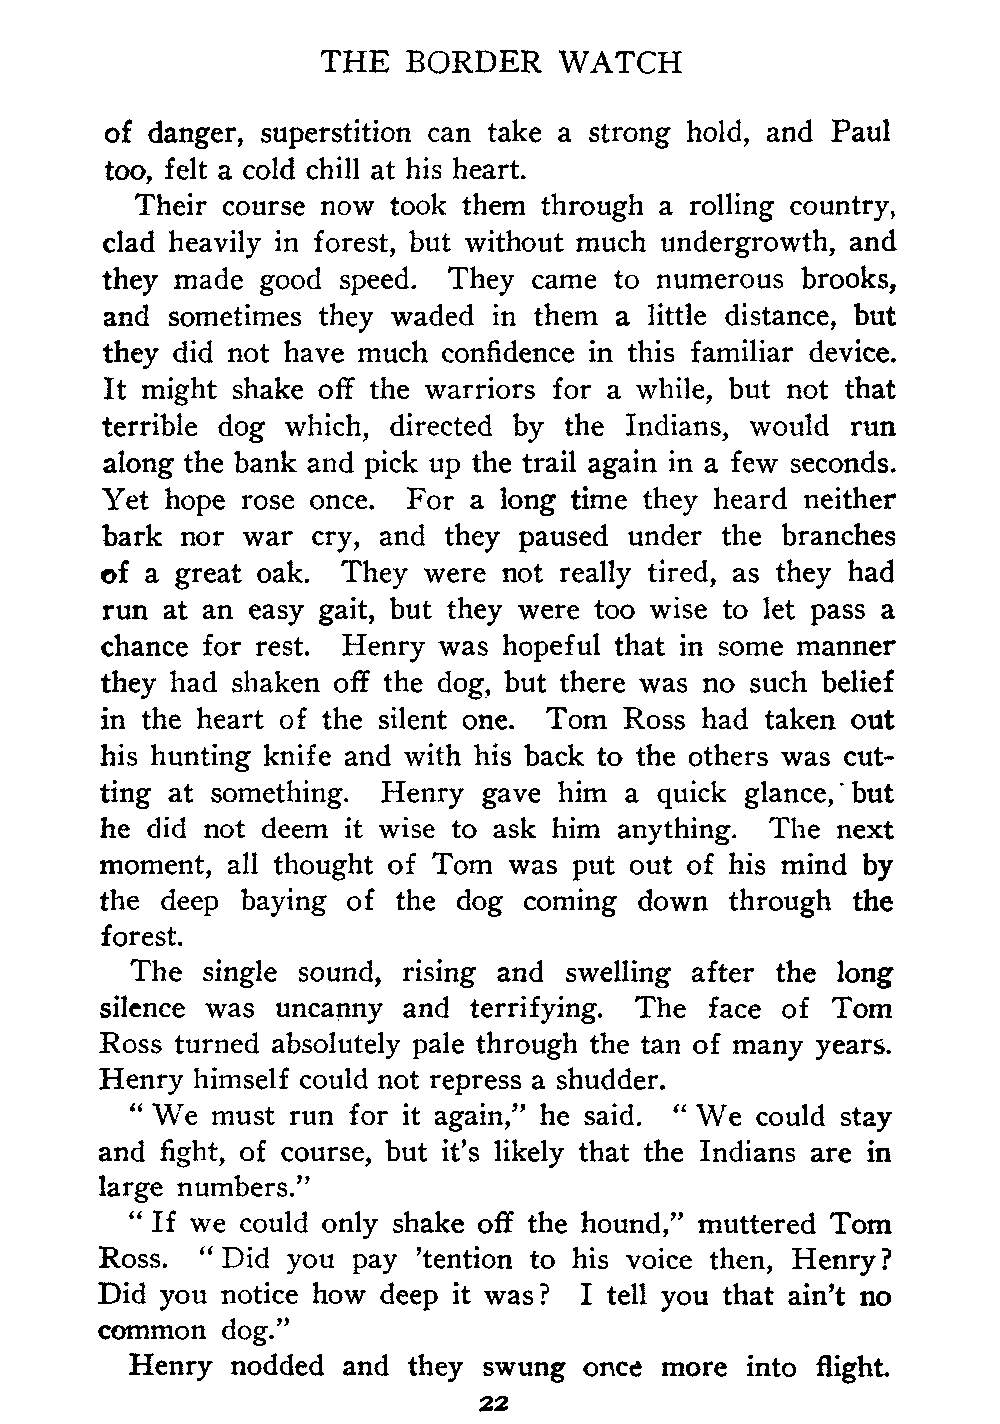 THE BORDER WATCH
of danger, superstition can take a strong hold, and Paul
too, felt a cold chill at his heart.
Their course now took them through a rolling country,
clad heavily in forest, but without much undergrowth, and
they made good speed. They came to numerous brooks,
and sometimes they waded in them a little distance, but
they did not have much confidence in this familiar device.
It might shake off the warriors for a while, but not that
terrible dog which, directed by the Indians, would run
along the bank and pick up the trail again in a few seconds.
Yet hope rose once. For a long time they heard neither
bark nor war cry, and they paused under the branches
of a great oak. They were not really tired, as they had
run at an easy gait, but they were too wise to let pass a
chance for rest. Henry was hopeful that in some manner
they had shaken off the dog, but there was no such belief
in the heart of the silent one. Tom Ross had taken out
his hunting knife and with his back to the others was cut-
ting at something. Henry gave him a quick glance, but
he did not deem it wise to ask him anything. The next
moment, all thought of Tom was put out of his mind by
the deep baying of the dog coming down through the
forest.
The single sound, rising and swelling after the long
silence was uncanny and terrifying. The face of Tom
Ross turned absolutely pale through the tan of many years.
Henry himself could not repress a shudder.
“ We must run for it again,” he said. “ We could stay
and fight, of course, but it’s likely that the Indians are in
large numbers.”
“ If we could only shake off the hound,” muttered Tom
Ross. “ Did you pay ’tention to his voice then, Henry?
Did you notice how deep it was? I tell you that ain’t no
common dog.”
Henry nodded and they swung once more into flight.
22